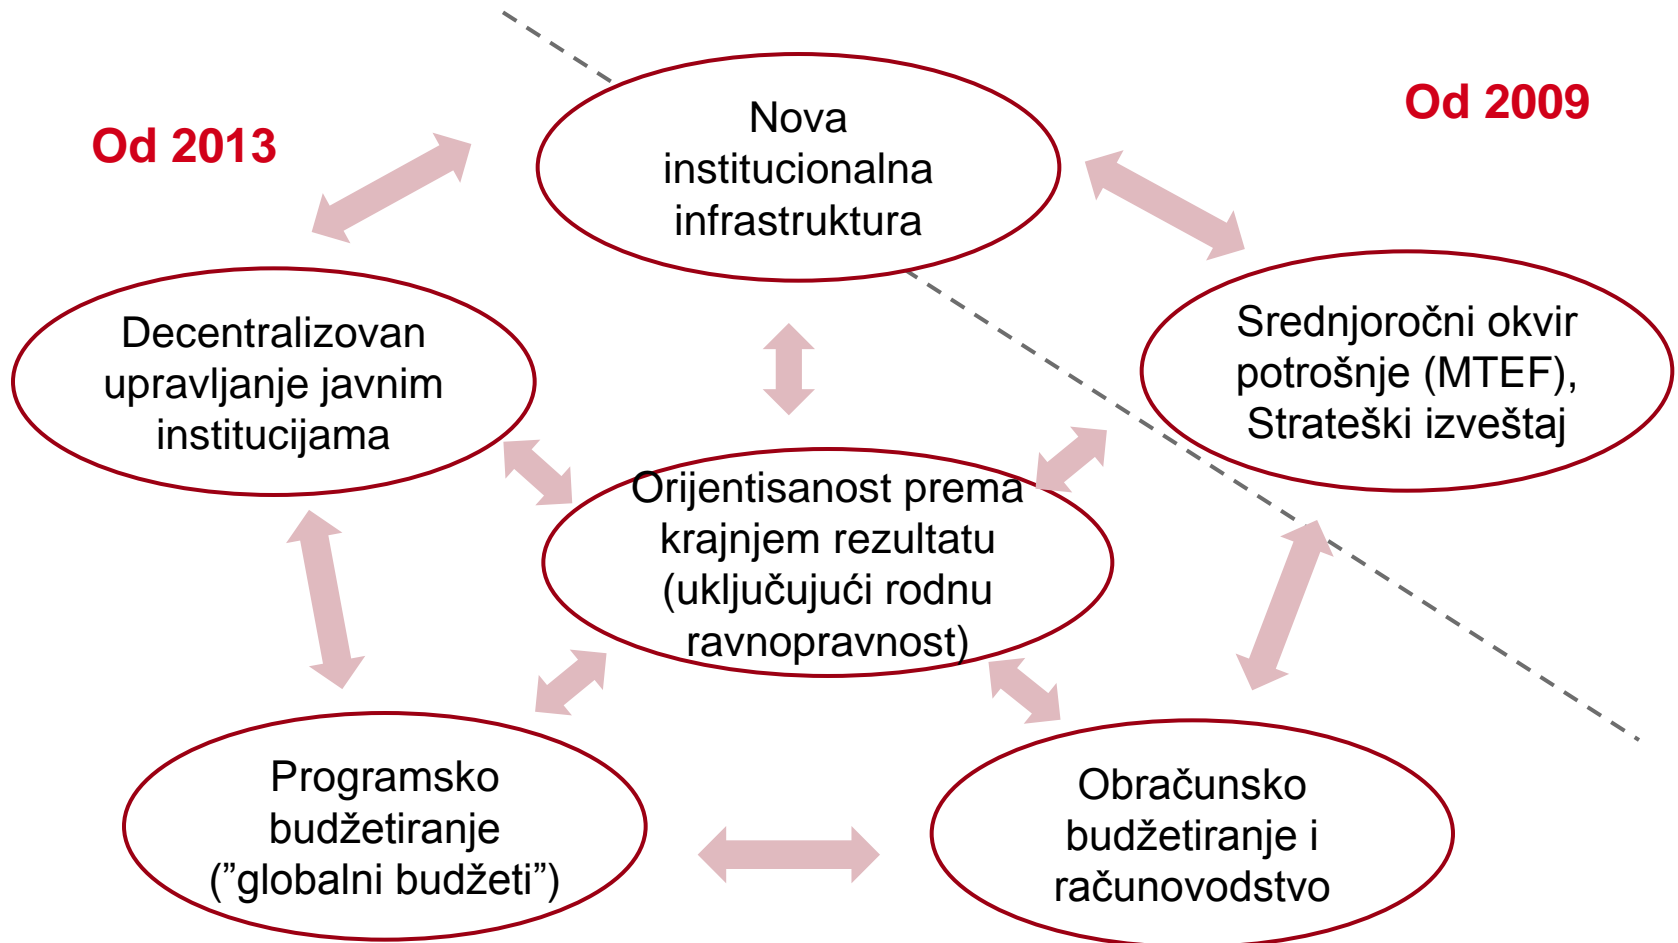 Od 2013
Od 2009
Nova
institucionalna
infrastruktura
Decentralizovan
upravljanje javnim
institucijama
Srednjoročni okvir
potrošnje (MTEF),
Strateški izveštaj
Orijentisanost prema
krajnjem rezultatu
(uključujući rodnu
ravnopravnost)
Programsko
budžetiranje
(”globalni budžeti”)
Obračunsko
budžetiranje i
računovodstvo